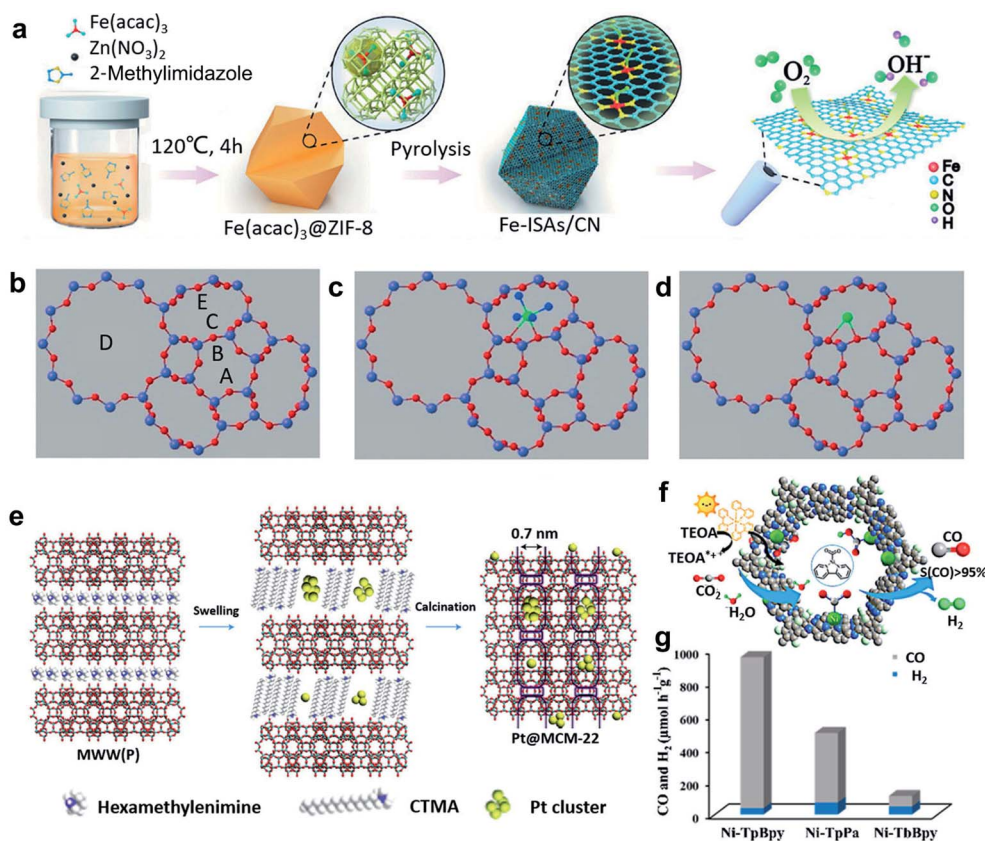 a
Fe(acac)₃
Zn(NO₃)₂
2-Methylimidazole
120℃, 4h
Fe(acac)₃@ZIF-8
Pyrolysis
Fe-ISAs/CN
O₂
OH⁻
Fe
C
N
O
H
b
E
C
D
B
A
c
d
e
MWW(P)
Swelling
Calcination
0.7 nm
Pt@MCM-22
Hexamethylenimine
CTMA
Pt cluster
f
TEOA
TEOA•+
CO₂
H₂O
CO
S(CO)>95%
H₂
g
CO and H₂ (μmol h⁻¹g⁻¹)
1000
800
600
400
200
0
CO
H₂
Ni-TpBpy
Ni-TpPa
Ni-TbBpy